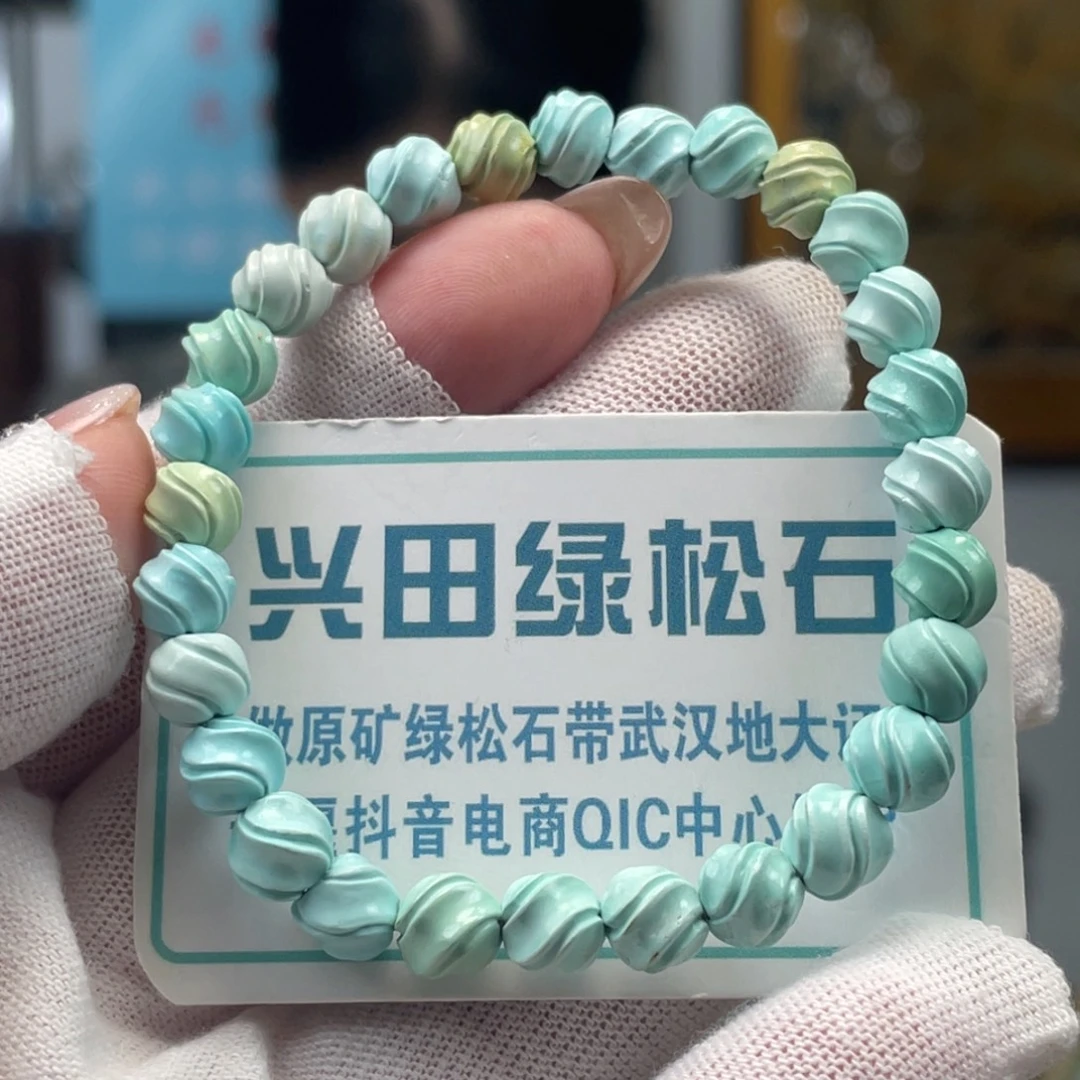 兴田绿松石
做原矿绿松石带武汉地大证
抖音电商QIC中心